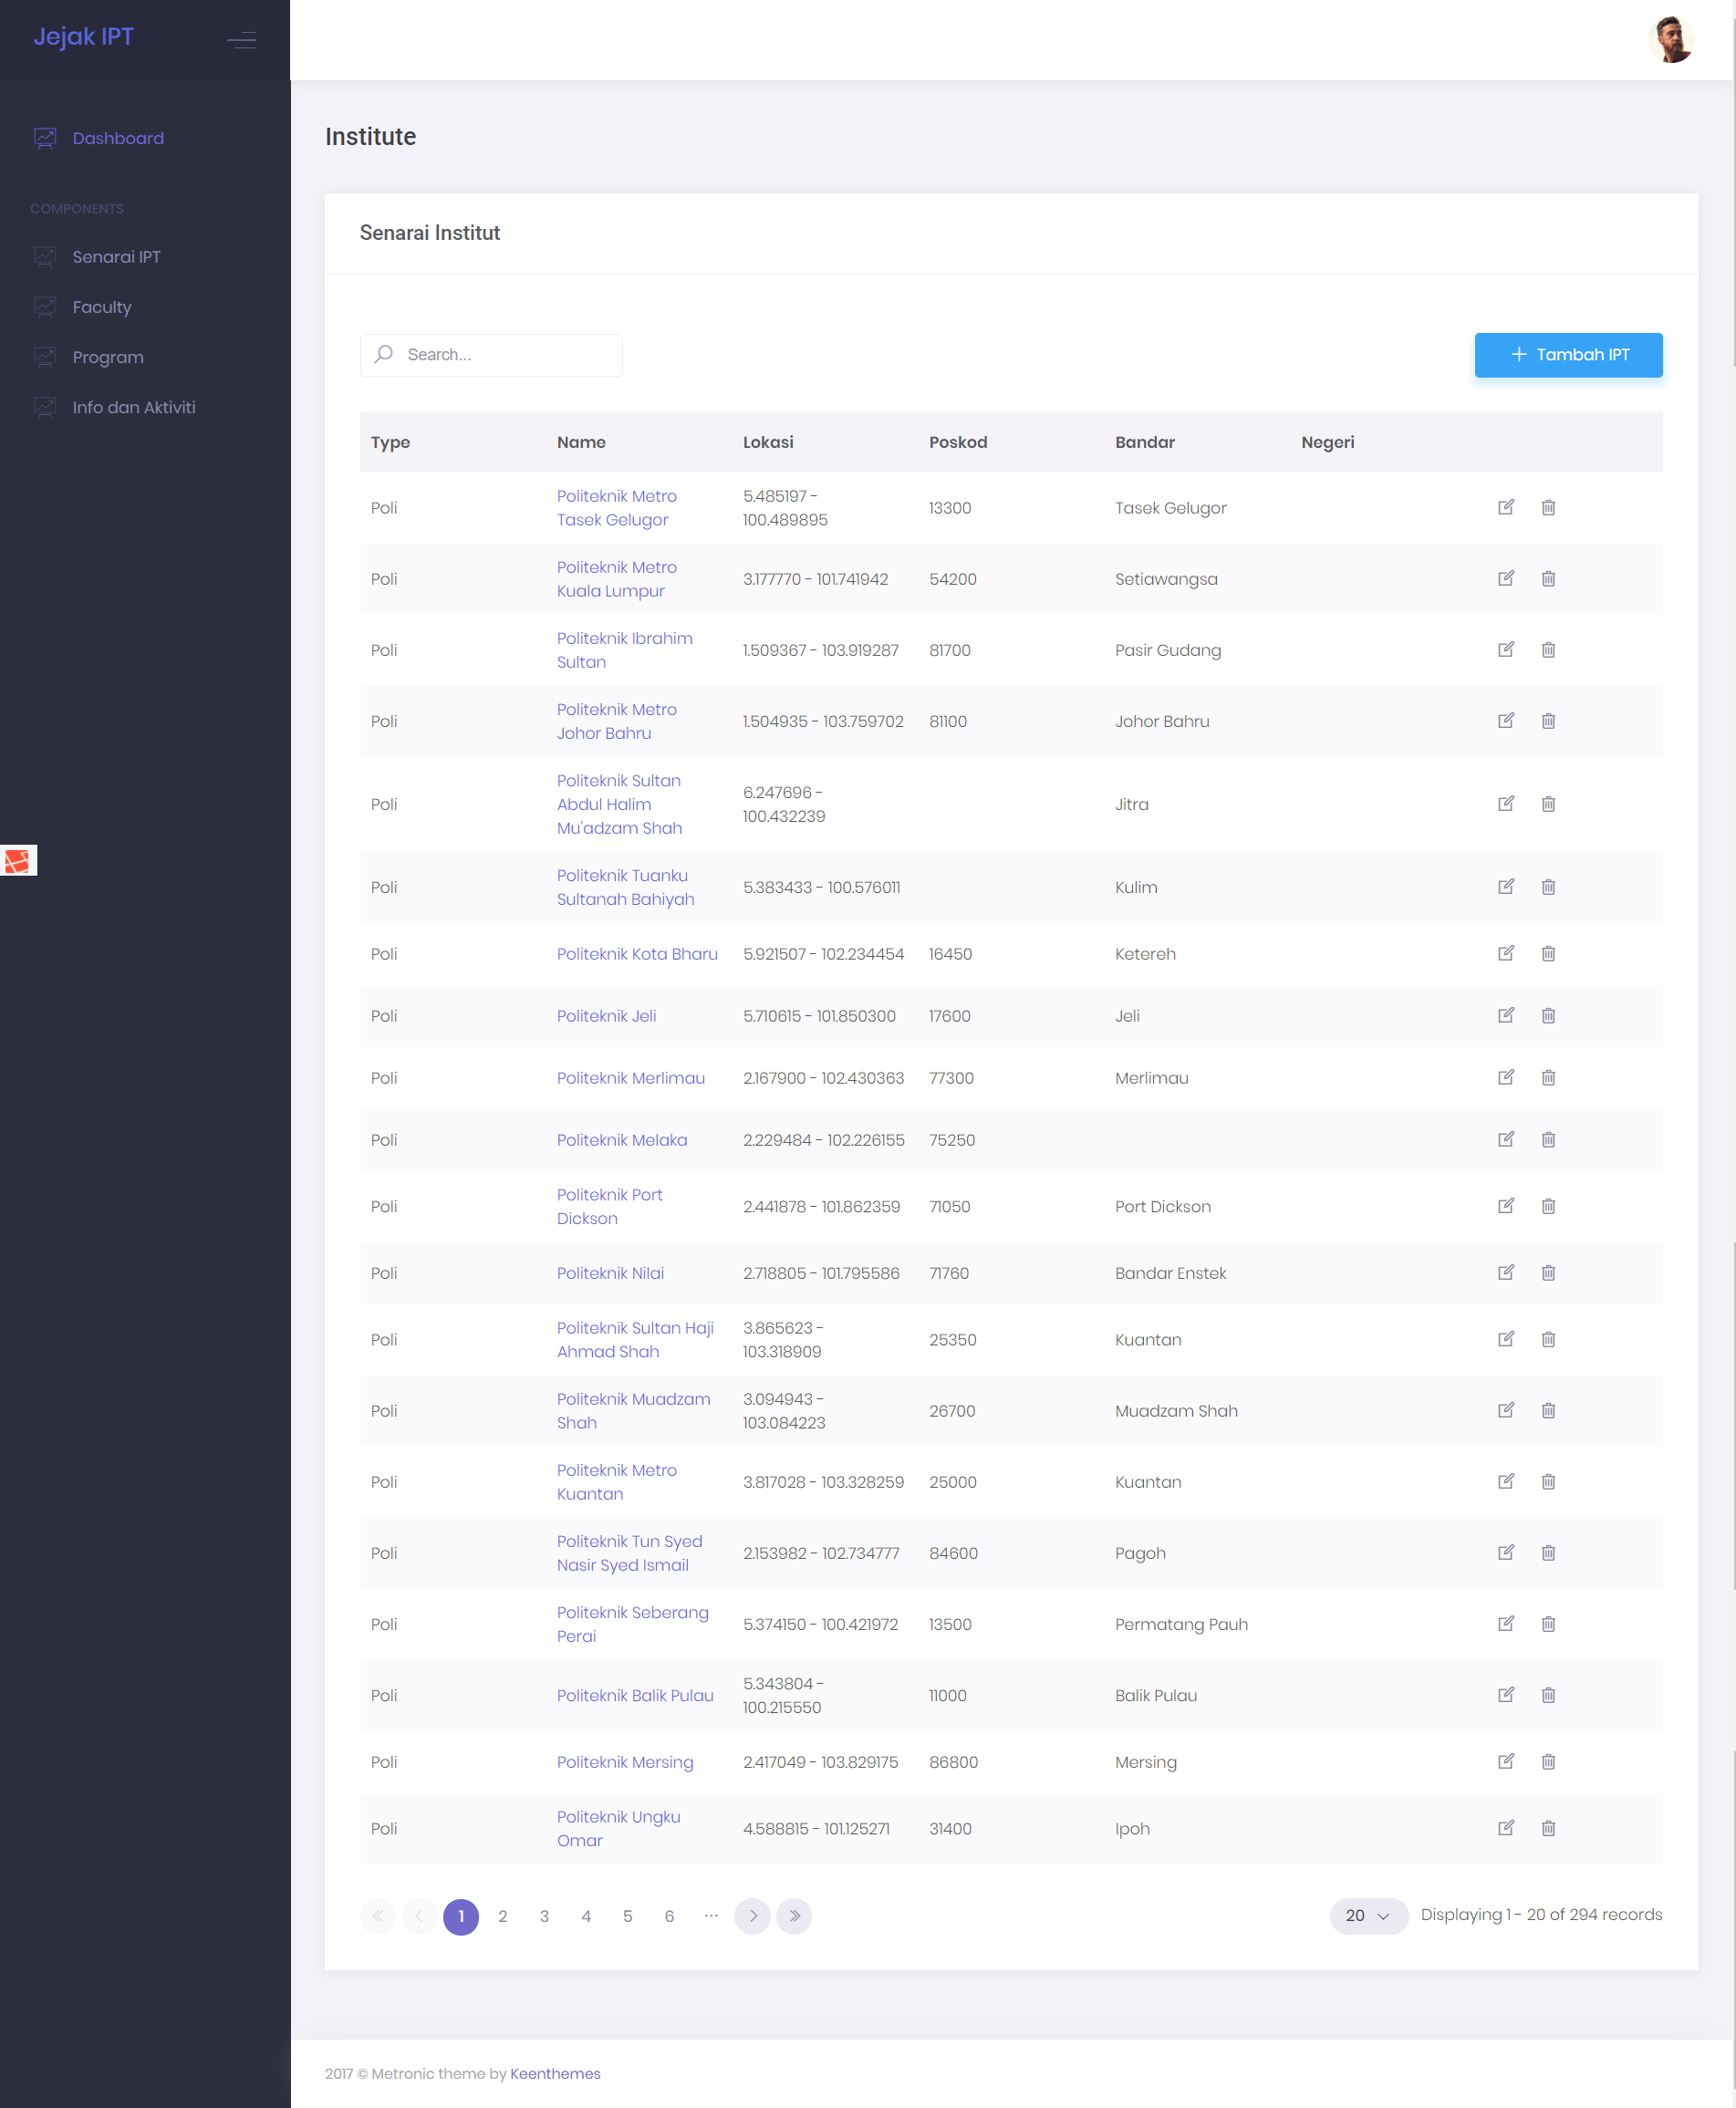 Jejak IPT
Dashboard
COMPONENTS
Senarai IPT
Faculty
Program
Info dan Aktiviti
Institute
Senarai Institut
Search...
Tambah IPT
Type Name Lokasi Poskod Bandar Negeri
Poli Politeknik Metro Tasek Gelugor 5.485197 - 100.489895 13300 Tasek Gelugor
Poli Politeknik Metro Kuala Lumpur 3.177770 - 101.741942 54200 Setiawangsa
Poli Politeknik Ibrahim Sultan 1.509367 - 103.919287 81700 Pasir Gudang
Poli Politeknik Metro Johor Bahru 1.504935 - 103.759702 81100 Johor Bahru
Poli Politeknik Sultan Abdul Halim Mu'adzam Shah 6.247696 - 100.432239 Jitra
Poli Politeknik Tuanku Sultanah Bahiyah 5.383433 - 100.576011 Kulim
Poli Politeknik Kota Bharu 5.921507 - 102.234454 16450 Ketereh
Poli Politeknik Jeli 5.710615 - 101.850300 17600 Jeli
Poli Politeknik Merlimau 2.167900 - 102.430363 77300 Merlimau
Poli Politeknik Melaka 2.229484 - 102.226155 75250
Poli Politeknik Port Dickson 2.441878 - 101.862359 71050 Port Dickson
Poli Politeknik Nilai 2.718805 - 101.795586 71760 Bandar Enstek
Poli Politeknik Sultan Haji Ahmad Shah 3.865623 - 103.318909 25350 Kuantan
Poli Politeknik Muadzam Shah 3.094943 - 103.084223 26700 Muadzam Shah
Poli Politeknik Metro Kuantan 3.817028 - 103.328259 25000 Kuantan
Poli Politeknik Tun Syed Nasir Syed Ismail 2.153982 - 102.734777 84600 Pagoh
Poli Politeknik Seberang Perai 5.374150 - 100.421972 13500 Permatang Pauh
Poli Politeknik Balik Pulau 5.343804 - 100.215550 11000 Balik Pulau
Poli Politeknik Mersing 2.417049 - 103.829175 86800 Mersing
Poli Politeknik Ungku Omar 4.588815 - 101.125271 31400 Ipoh
1 2 3 4 5 6 ... 20 Displaying 1 - 20 of 294 records
2017 © Metronic theme by Keenthemes